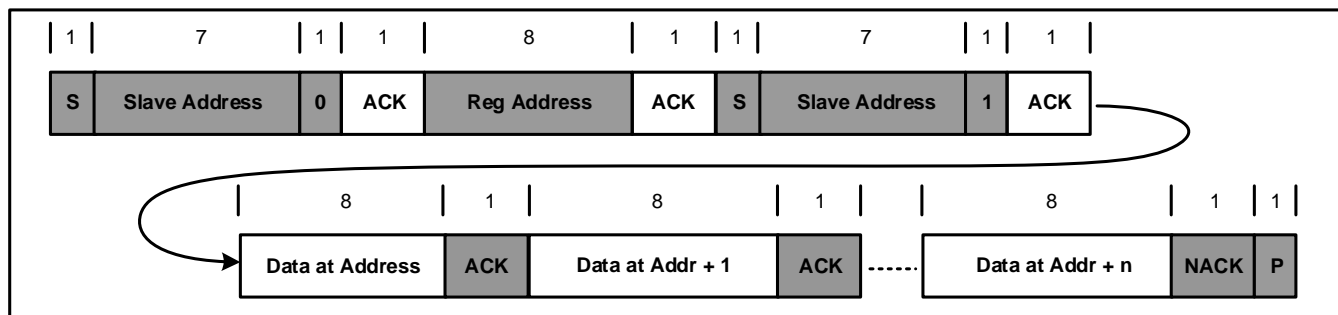 1 7 1 1 8 1 1 7 1 1
S Slave Address 0 ACK Reg Address ACK S Slave Address 1 ACK
8 1 8 1 8 1 1
Data at Address ACK Data at Addr + 1 ACK Data at Addr + n NACK P